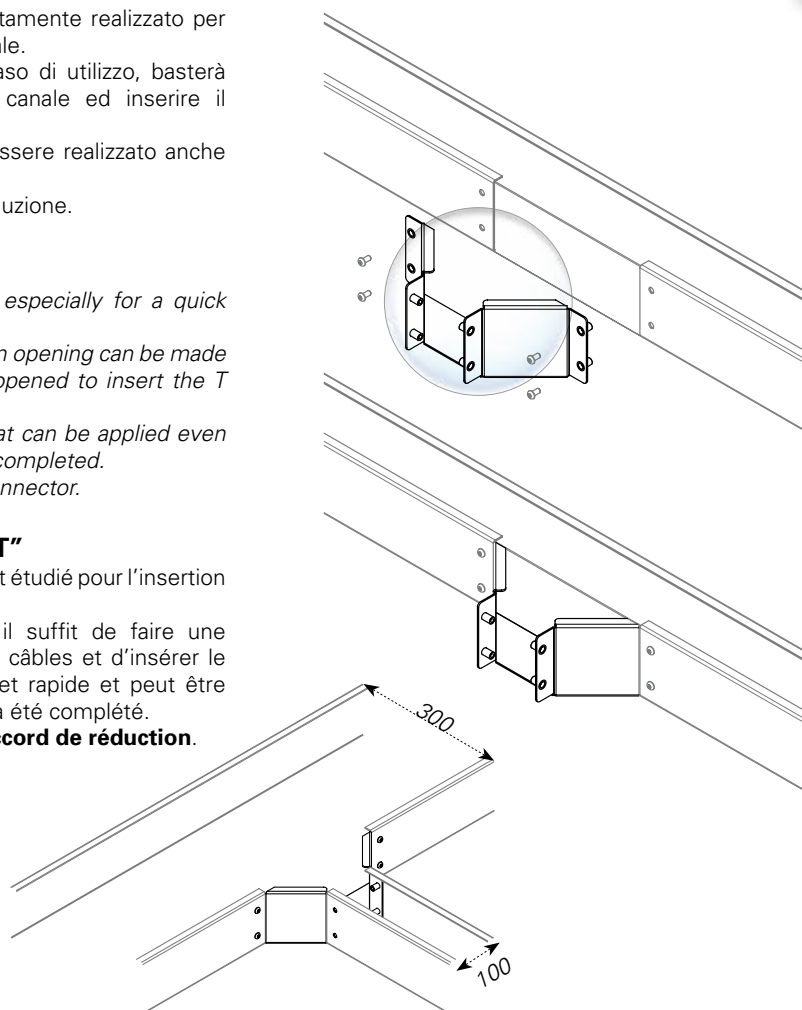 tamente realizzato per
ale.
aso di utilizzo, basterà
canale ed inserire il
ssere realizzato anche
uzione.
especially for a quick
n opening can be made
opened to insert the T
at can be applied even
completed.
nnector.
T”
t étudié pour l’insertion
il suffit de faire une
câbles et d’insérer le
et rapide et peut être
a été complété.
ccord de réduction.
300
100